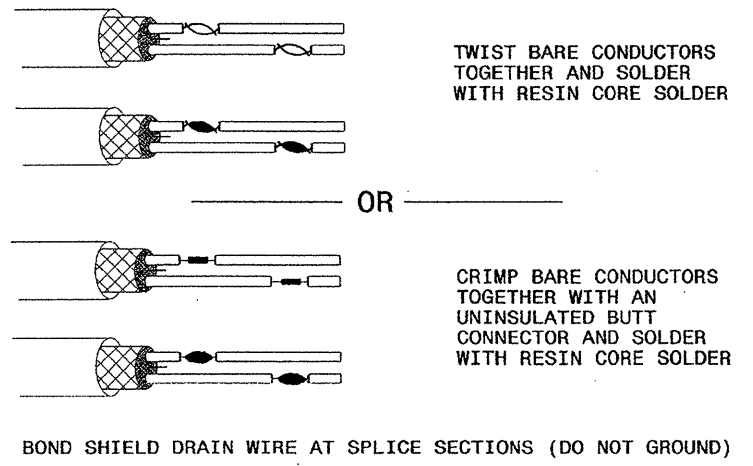 TWIST BARE CONDUCTORS
TOGETHER AND SOLDER
WITH RESIN CORE SOLDER
OR
CRIMP BARE CONDUCTORS
TOGETHER WITH AN
UNINSULATED BUTT
CONNECTOR AND SOLDER
WITH RESIN CORE SOLDER
BOND SHIELD DRAIN WIRE AT SPLICE SECTIONS (DO NOT GROUND)